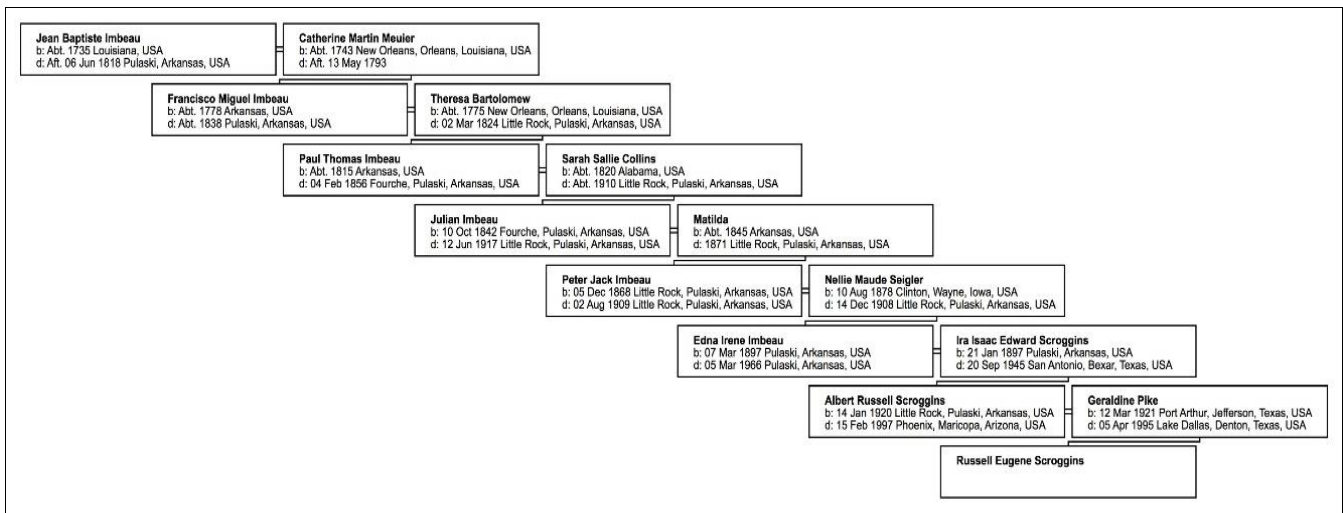 Jean Baptiste Imbeau
b: Abt. 1735 Louisiana, USA
d: Aft. 06 Jun 1818 Pulaski, Arkansas, USA
Catherine Martin Meuier
b: Abt. 1743 New Orleans, Orleans, Louisiana, USA
d: Aft. 13 May 1793
Francisco Miguel Imbeau
b: Abt. 1778 Arkansas, USA
d: Abt. 1838 Pulaski, Arkansas, USA
Theresa Bartolomew
b: Abt. 1775 New Orleans, Orleans, Louisiana, USA
d: 02 Mar 1824 Little Rock, Pulaski, Arkansas, USA
Paul Thomas Imbeau
b: Abt. 1815 Arkansas, USA
d: 04 Feb 1856 Fourche, Pulaski, Arkansas, USA
Sarah Sallie Collins
b: Abt. 1820 Alabama, USA
d: Abt. 1910 Little Rock, Pulaski, Arkansas, USA
Julian Imbeau
b: 10 Oct 1842 Fourche, Pulaski, Arkansas, USA
d: 12 Jun 1917 Little Rock, Pulaski, Arkansas, USA
Matilda
b: Abt. 1845 Arkansas, USA
d: 1871 Little Rock, Pulaski, Arkansas, USA
Peter Jack Imbeau
b: 05 Dec 1868 Little Rock, Pulaski, Arkansas, USA
d: 02 Aug 1909 Little Rock, Pulaski, Arkansas, USA
Nellie Maude Seigler
b: 10 Aug 1878 Clinton, Wayne, Iowa, USA
d: 14 Dec 1908 Little Rock, Pulaski, Arkansas, USA
Edna Irene Imbeau
b: 07 Mar 1897 Pulaski, Arkansas, USA
d: 05 Mar 1966 Pulaski, Arkansas, USA
Ira Isaac Edward Scroggins
b: 21 Jan 1897 Pulaski, Arkansas, USA
d: 20 Sep 1945 San Antonio, Bexar, Texas, USA
Albert Russell Scroggins
b: 14 Jan 1920 Little Rock, Pulaski, Arkansas, USA
d: 15 Feb 1997 Phoenix, Maricopa, Arizona, USA
Geraldine Pike
b: 12 Mar 1921 Port Arthur, Jefferson, Texas, USA
d: 05 Apr 1995 Lake Dallas, Denton, Texas, USA
Russell Eugene Scroggins